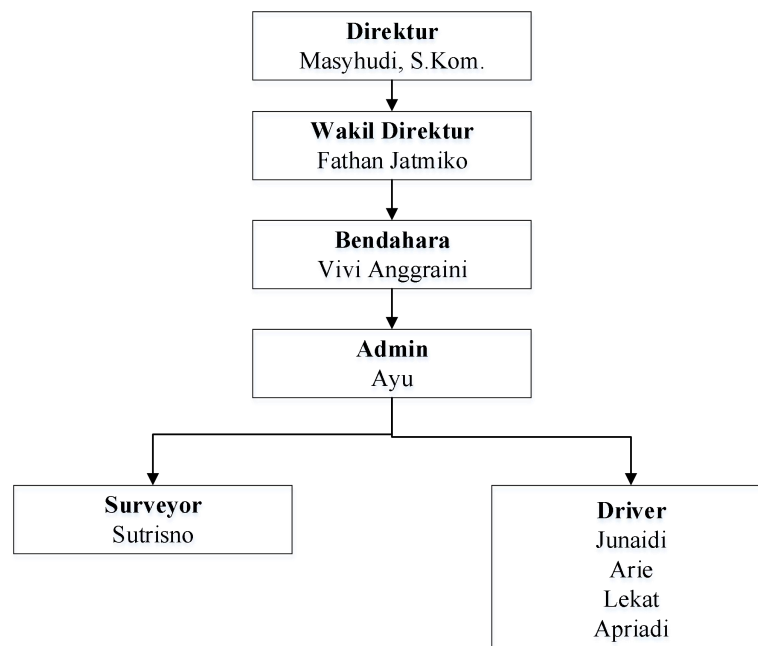 Direktur
Masyhudi, S.Kom.
Wakil Direktur
Fathan Jatmiko
Bendahara
Vivi Anggraini
Admin
Ayu
Surveyor
Sutrisno
Driver
Junaidi
Arie
Lekat
Apriadi